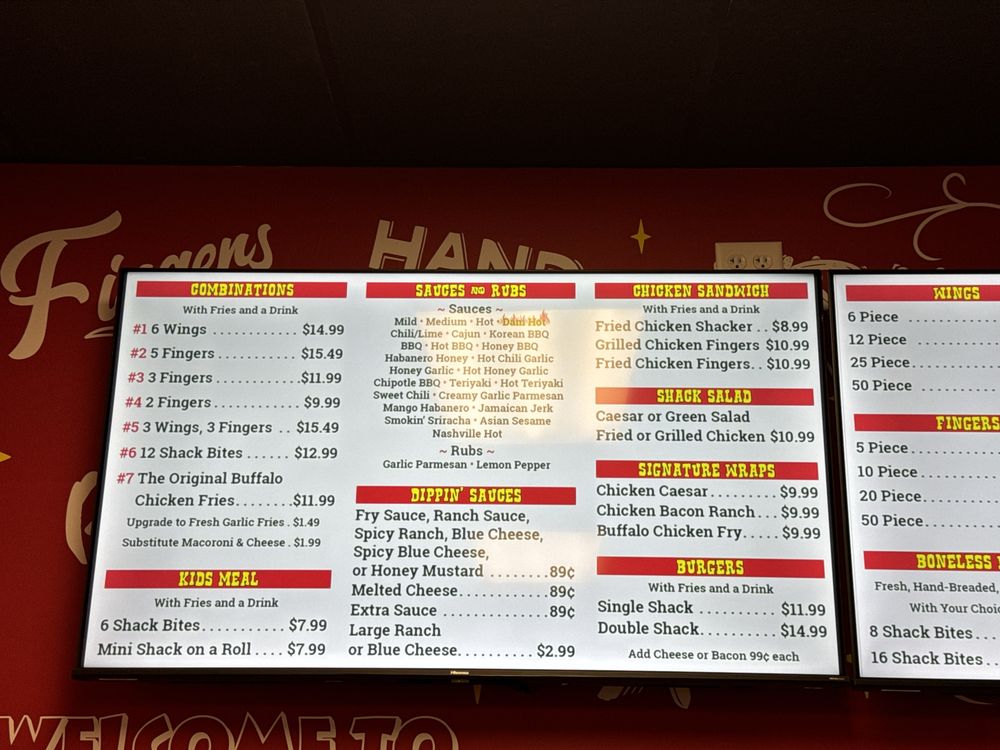 Fingers
HAND
COMBINATIONS
With Fries and a Drink
#1 6 Wings . . . . . . . . . . . . $14.99
#2 5 Fingers . . . . . . . . . . . $15.49
#3 3 Fingers . . . . . . . . . . . $11.99
#4 2 Fingers . . . . . . . . . . . . $9.99
#5 3 Wings, 3 Fingers . . $15.49
#6 12 Shack Bites . . . . . . $12.99
#7 The Original Buffalo
Chicken Fries . . . . . . . $11.99
Upgrade to Fresh Garlic Fries . $1.49
Substitute Macoroni & Cheese . $1.99
KIDS MEAL
With Fries and a Drink
6 Shack Bites . . . . . . . . . . $7.99
Mini Shack on a Roll . . . . $7.99
SAUCES AND RUBS
~ Sauces ~
Mild • Medium • Hot • Dam Hot
Chili/Lime • Cajun • Korean BBQ
BBQ • Hot BBQ • Honey BBQ
Habanero Honey • Hot Chili Garlic
Honey Garlic • Hot Honey Garlic
Chipotle BBQ • Teriyaki • Hot Teriyaki
Sweet Chili • Creamy Garlic Parmesan
Mango Habanero • Jamaican Jerk
Smokin' Sriracha • Asian Sesame
Nashville Hot
~ Rubs ~
Garlic Parmesan • Lemon Pepper
DIPPIN' SAUCES
Fry Sauce, Ranch Sauce,
Spicy Ranch, Blue Cheese,
Spicy Blue Cheese,
or Honey Mustard . . . . . . . . 89¢
Melted Cheese . . . . . . . . . . . 89¢
Extra Sauce . . . . . . . . . . . . . 89¢
Large Ranch
or Blue Cheese . . . . . . . . . . $2.99
CHICKEN SANDWICH
With Fries and a Drink
Fried Chicken Shacker . . $8.99
Grilled Chicken Fingers $10.99
Fried Chicken Fingers . . $10.99
SHACK SALAD
Caesar or Green Salad
Fried or Grilled Chicken $10.99
SIGNATURE WRAPS
Chicken Caesar . . . . . . . . . $9.99
Chicken Bacon Ranch . . . $9.99
Buffalo Chicken Fry . . . . . $9.99
BURGERS
With Fries and a Drink
Single Shack . . . . . . . . . . $11.99
Double Shack . . . . . . . . . . $14.99
Add Cheese or Bacon 99¢ each
Hisense
WINGS
6 Piece
12 Piece
25 Piece
50 Piece
FINGERS
5 Piece
10 Piece
20 Piece
50 Piece
BONELESS
Fresh, Hand-Breaded,
With Your
8 Shack Bites
16 Shack Bites
WELCOME TO